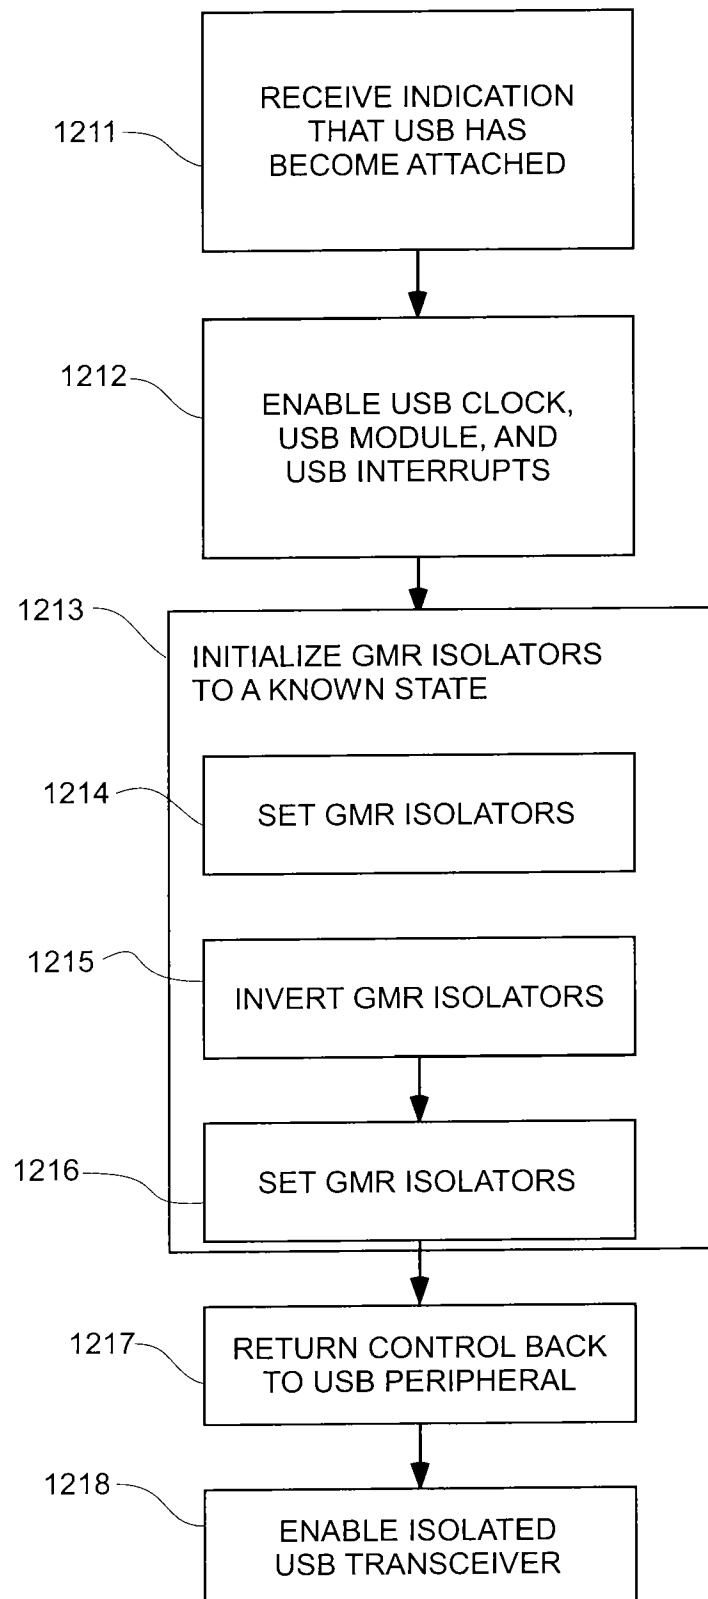 1211
RECEIVE INDICATION
THAT USB HAS
BECOME ATTACHED
1212
ENABLE USB CLOCK,
USB MODULE, AND
USB INTERRUPTS
1213
INITIALIZE GMR ISOLATORS
TO A KNOWN STATE
1214
SET GMR ISOLATORS
1215
INVERT GMR ISOLATORS
1216
SET GMR ISOLATORS
1217
RETURN CONTROL BACK
TO USB PERIPHERAL
1218
ENABLE ISOLATED
USB TRANSCEIVER